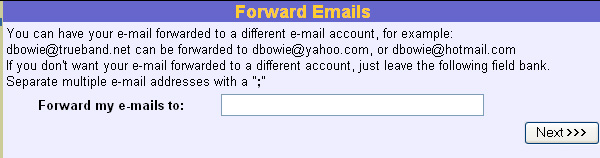 Forward Emails
You can have your e-mail forwarded to a different e-mail account, for example:
dbowie@trueband.net can be forwarded to dbowie@yahoo.com, or dbowie@hotmail.com
If you don't want your e-mail forwarded to a different account, just leave the following field bank.
Separate multiple e-mail addresses with a ";"
Forward my e-mails to:
Next >>>